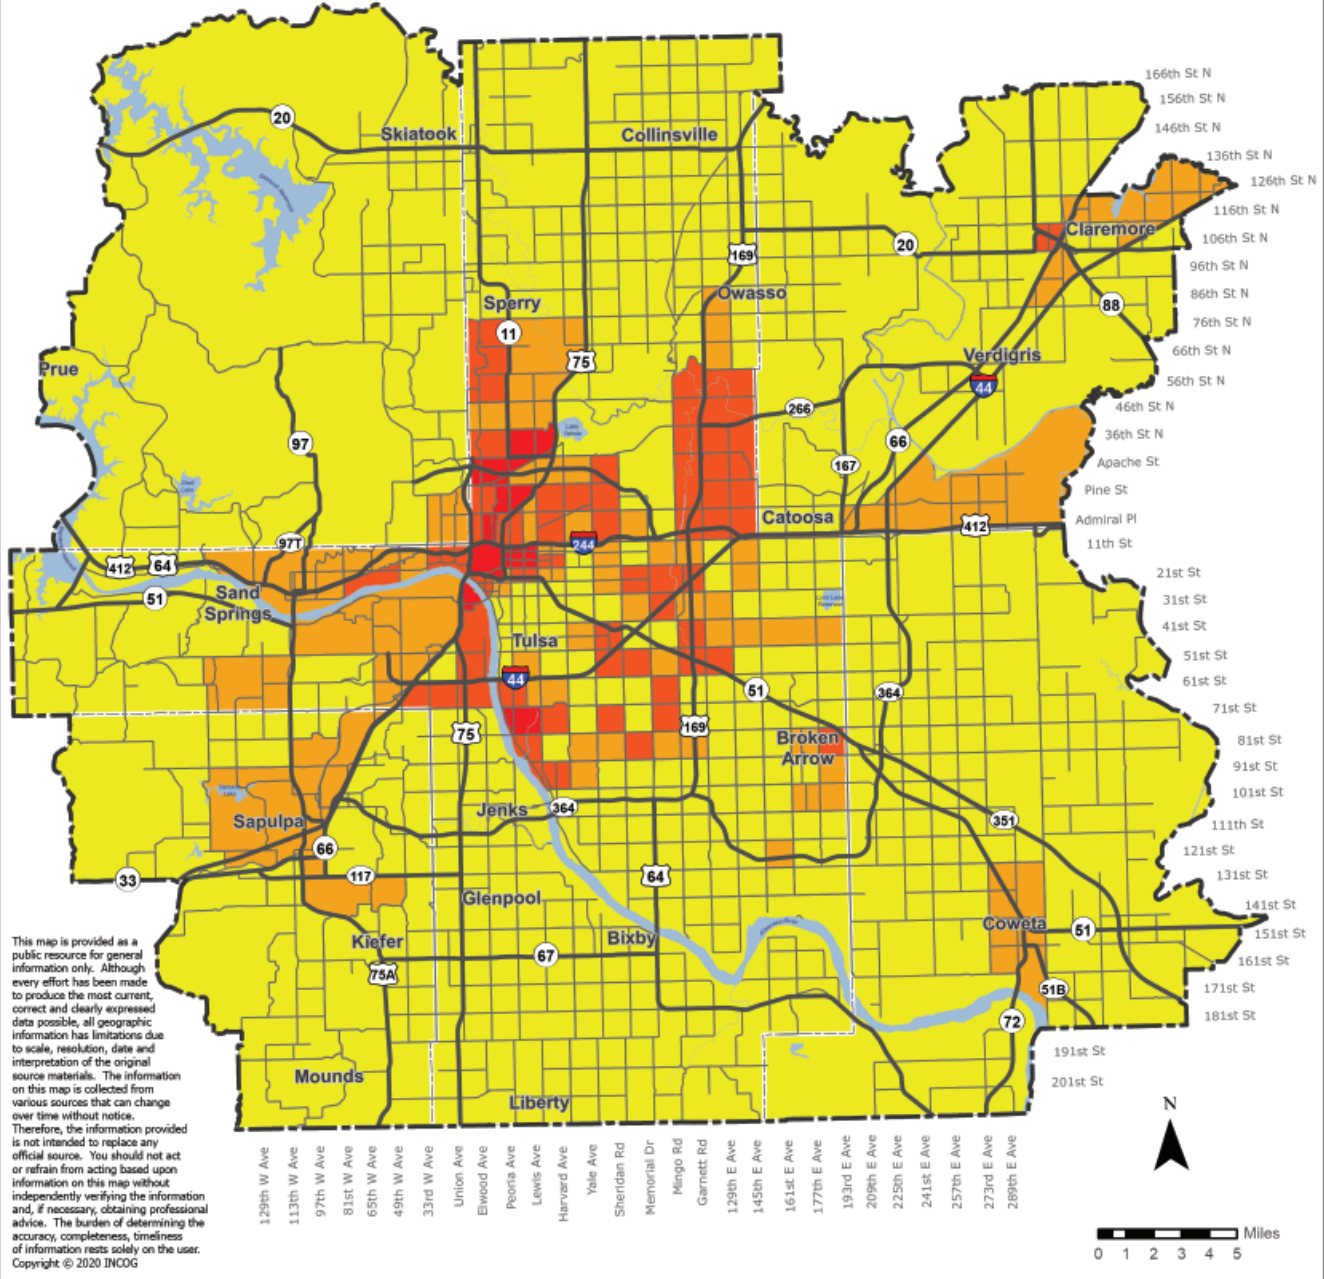 166th St N
156th St N
146th St N
136th St N
126th St N
116th St N
106th St N
96th St N
86th St N
76th St N
66th St N
56th St N
46th St N
36th St N
Apache St
Pine St
Admiral Pl
11th St
21st St
31st St
41st St
51st St
61st St
71st St
81st St
91st St
101st St
111th St
121st St
131st St
141st St
151st St
161st St
171st St
181st St
191st St
201st St
20
Skiatook
Collinsville
169
20
Claremore
88
Owasso
Sperry
11
75
Prue
Verdigris
44
266
97
66
167
Catoosa
412
244
97T
412
64
51
Sand
Springs
Tulsa
44
51
364
75
169
Broken
Arrow
Jenks
364
351
Sapulpa
66
33
117
64
Glenpool
Coweta
51
Kiefer
Bixby
67
75A
51B
72
Mounds
Liberty
This map is provided as a
public resource for general
information only. Although
every effort has been made
to produce the most current,
correct and clearly expressed
data possible, all geographic
information has limitations due
to scale, resolution, date and
interpretation of the original
source materials. The information
on this map is collected from
various sources that can change
over time without notice.
Therefore, the information provided
is not intended to replace any
official source. You should not act
or refrain from acting based upon
information on this map without
independently verifying the information
and, if necessary, obtaining professional
advice. The burden of determining the
accuracy, completeness, timeliness
of information rests solely on the user.
Copyright © 2020 INCOG
129th W Ave
113th W Ave
97th W Ave
81st W Ave
65th W Ave
49th W Ave
33rd W Ave
Union Ave
Elwood Ave
Peoria Ave
Lewis Ave
Harvard Ave
Yale Ave
Sheridan Rd
Memorial Dr
Mingo Rd
Garnett Rd
129th E Ave
145th E Ave
161st E Ave
177th E Ave
193rd E Ave
209th E Ave
225th E Ave
241st E Ave
257th E Ave
273rd E Ave
289th E Ave
N
Miles
0 1 2 3 4 5